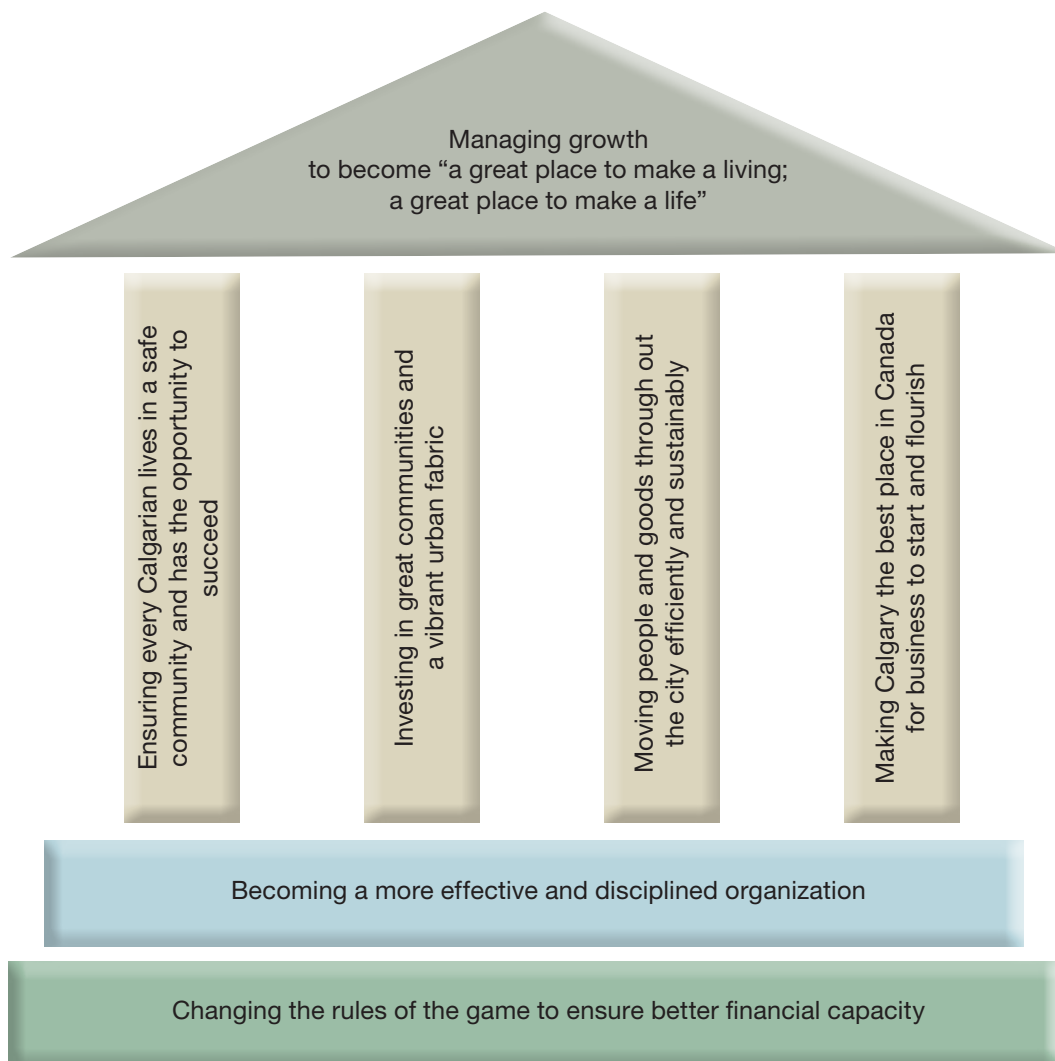 Managing growth
to become “a great place to make a living;
a great place to make a life”
Ensuring every Calgarian lives in a safe
community and has the opportunity to
succeed
Investing in great communities and
a vibrant urban fabric
Moving people and goods through out
the city efficiently and sustainably
Making Calgary the best place in Canada
for business to start and flourish
Becoming a more effective and disciplined organization
Changing the rules of the game to ensure better financial capacity